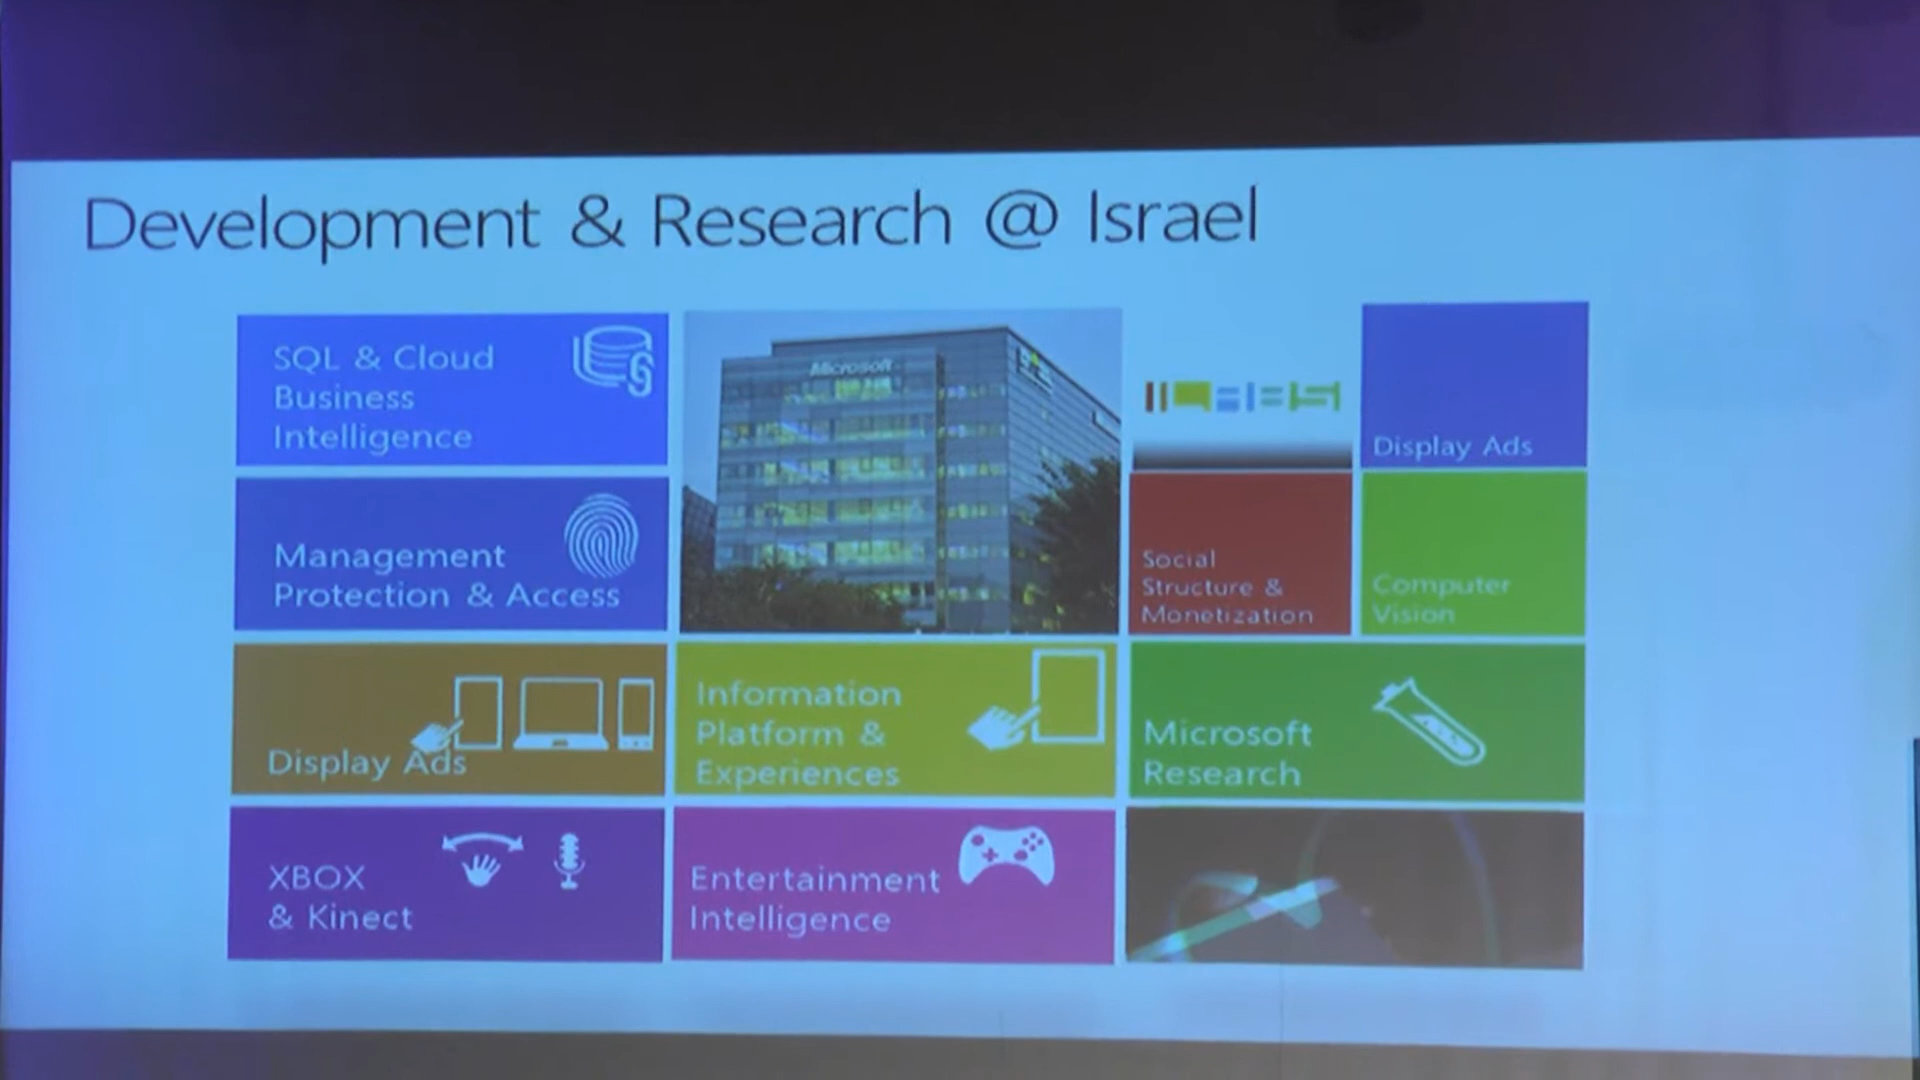 Development & Research @ Israel
SQL & Cloud
Business
Intelligence
Microsoft
Display Ads
Management
Protection & Access
Social
Structure &
Monetization
Computer
Vision
Display Ads
Information
Platform &
Experiences
Microsoft
Research
XBOX
& Kinect
Entertainment
Intelligence